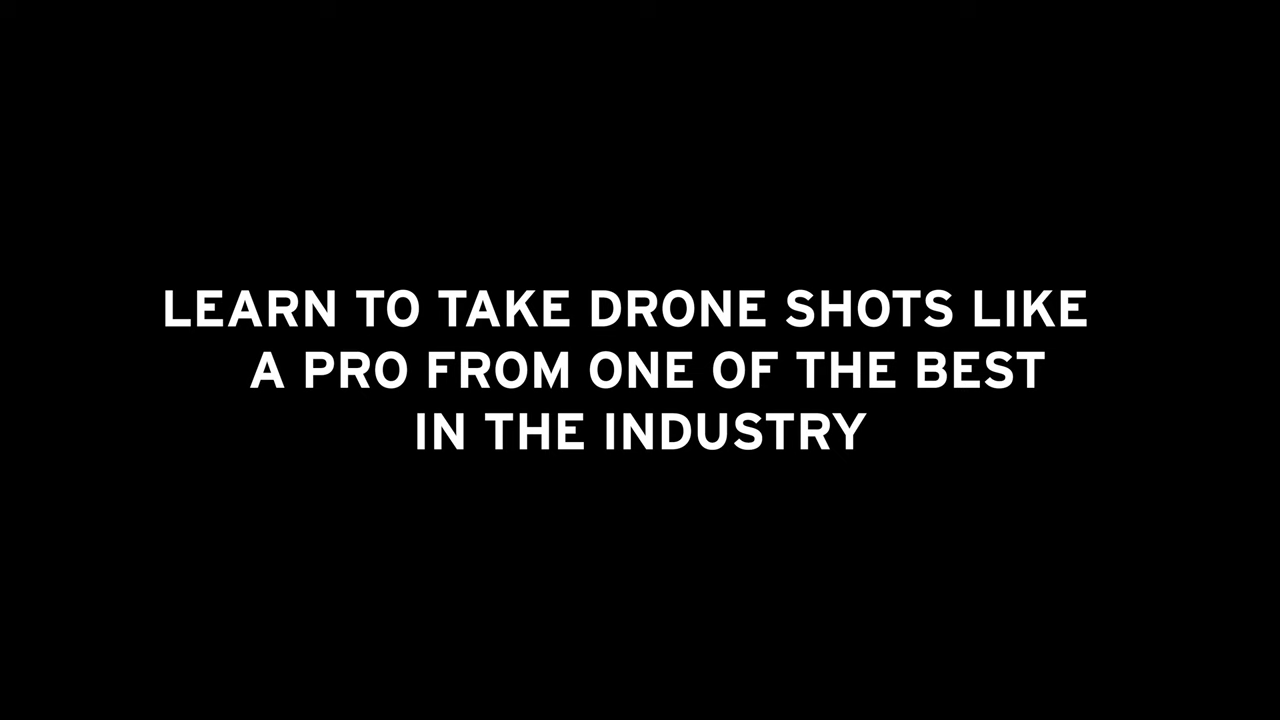 LEARN TO TAKE DRONE SHOTS LIKE
A PRO FROM ONE OF THE BEST
IN THE INDUSTRY